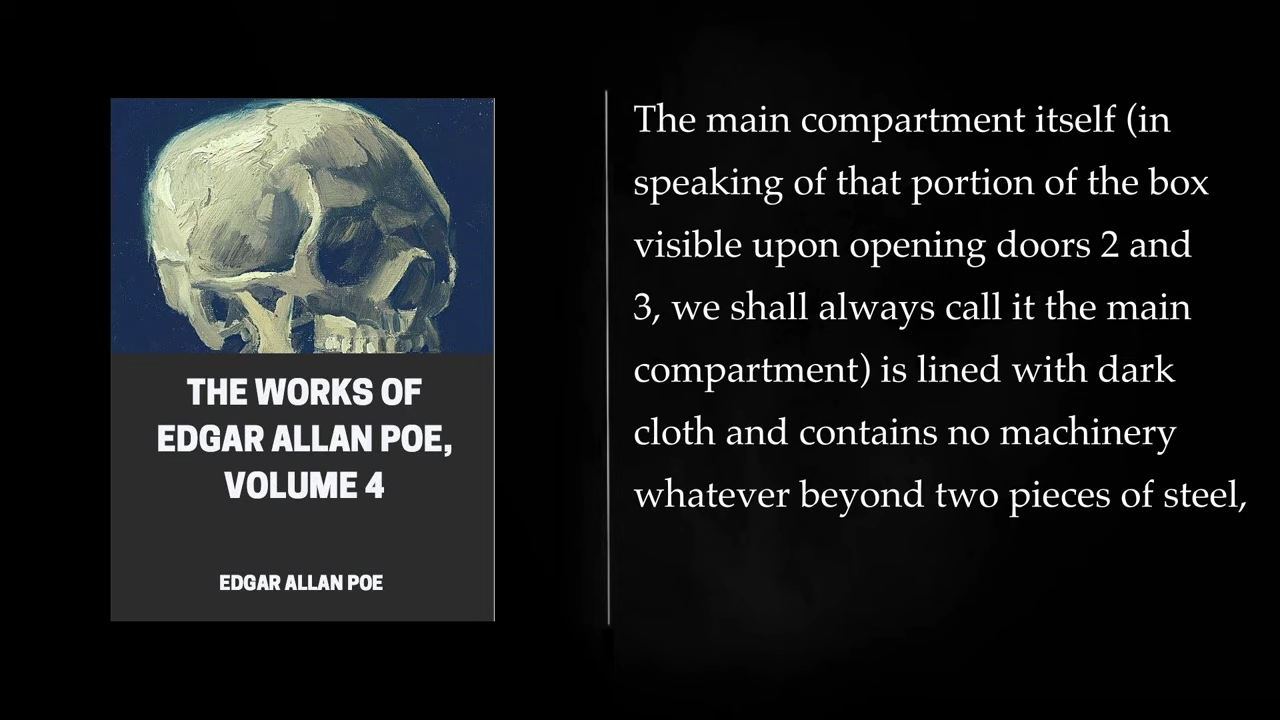 THE WORKS OF
EDGAR ALLAN POE,
VOLUME 4
EDGAR ALLAN POE
The main compartment itself (in
speaking of that portion of the box
visible upon opening doors 2 and
3, we shall always call it the main
compartment) is lined with dark
cloth and contains no machinery
whatever beyond two pieces of steel,